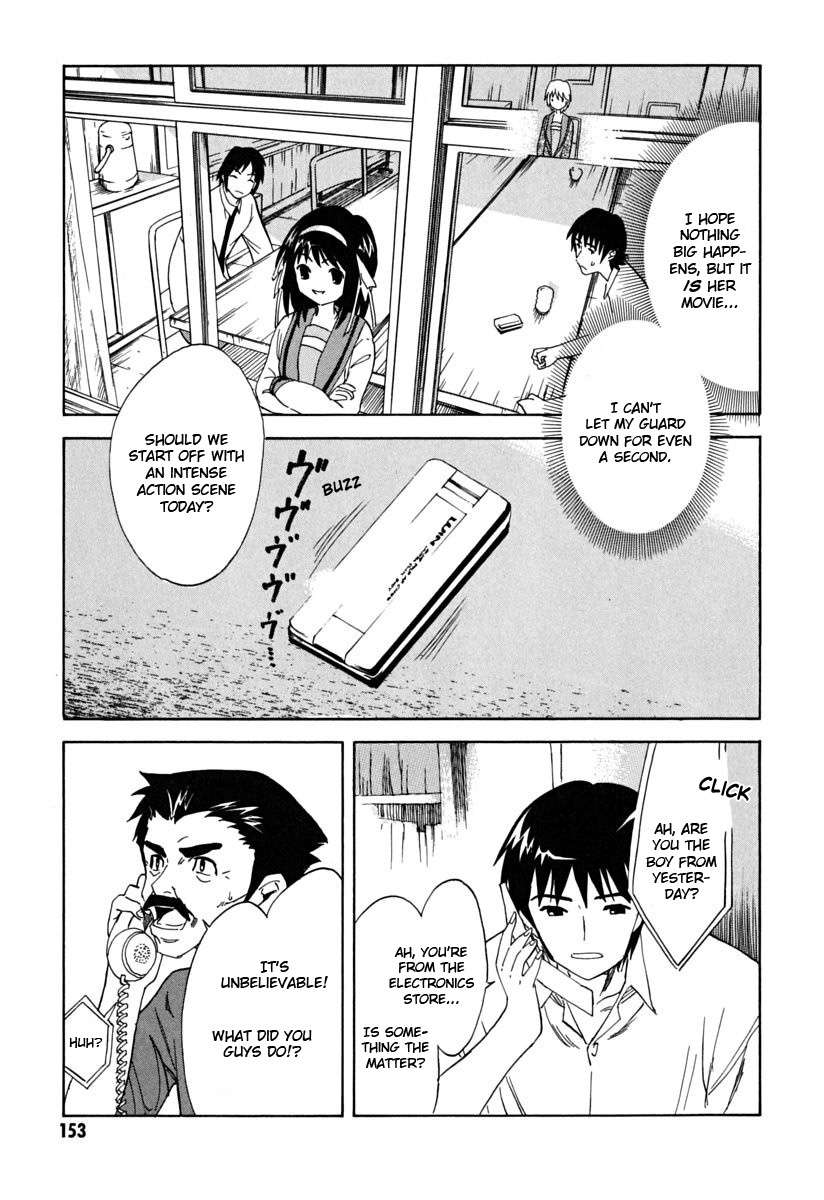 I HOPE
NOTHING
BIG HAPP-
ENS, BUT IT
IS HER
MOVIE...
I CAN'T
LET MY GUARD
DOWN FOR EVEN
A SECOND.
SHOULD WE
START OFF WITH
AN INTENSE
ACTION SCENE
TODAY?
BUZZ
ヴヴヴヴヴ…
CLICK
AH, ARE
YOU THE
BOY FROM
YESTER-
DAY?
AH, YOU'RE
FROM THE
ELECTRONICS
STORE...
IS SOME-
THING THE
MATTER?
IT'S
UNBELIEVABLE!
WHAT DID YOU
GUYS DO!?
HUH?
153